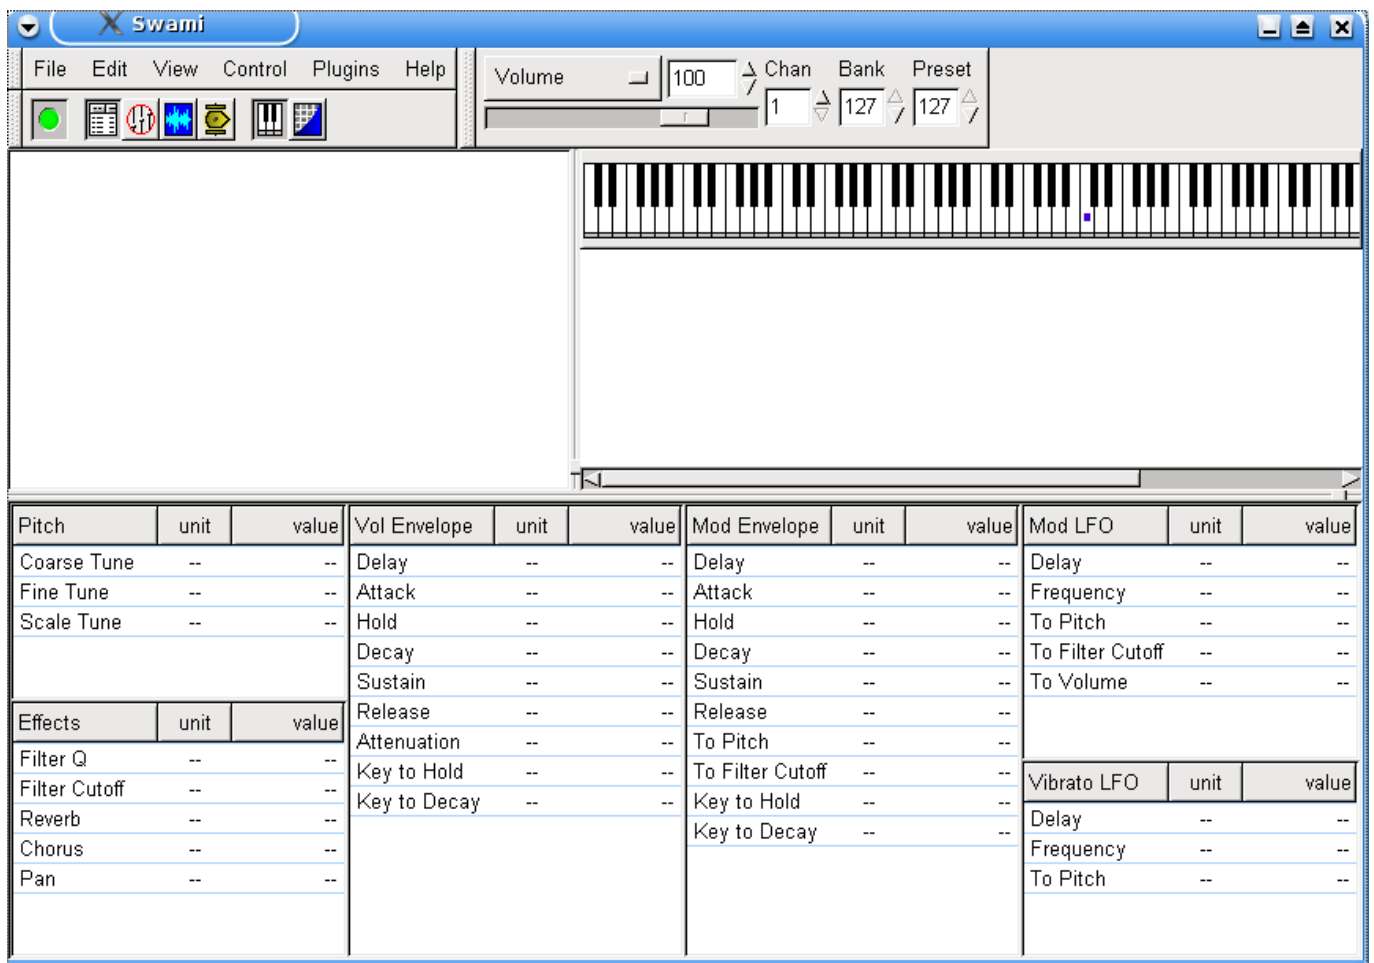 Swami
File Edit View Control Plugins Help
Volume 100 Chan Bank Preset
1 127 127
Pitch unit value
Coarse Tune -- --
Fine Tune -- --
Scale Tune -- --
Effects unit value
Filter Q -- --
Filter Cutoff -- --
Reverb -- --
Chorus -- --
Pan -- --
Vol Envelope unit value
Delay -- --
Attack -- --
Hold -- --
Decay -- --
Sustain -- --
Release -- --
Attenuation -- --
Key to Hold -- --
Key to Decay -- --
Mod Envelope unit value
Delay -- --
Attack -- --
Hold -- --
Decay -- --
Sustain -- --
Release -- --
To Pitch -- --
To Filter Cutoff -- --
Key to Hold -- --
Key to Decay -- --
Mod LFO unit value
Delay -- --
Frequency -- --
To Pitch -- --
To Filter Cutoff -- --
To Volume -- --
Vibrato LFO unit value
Delay -- --
Frequency -- --
To Pitch -- --